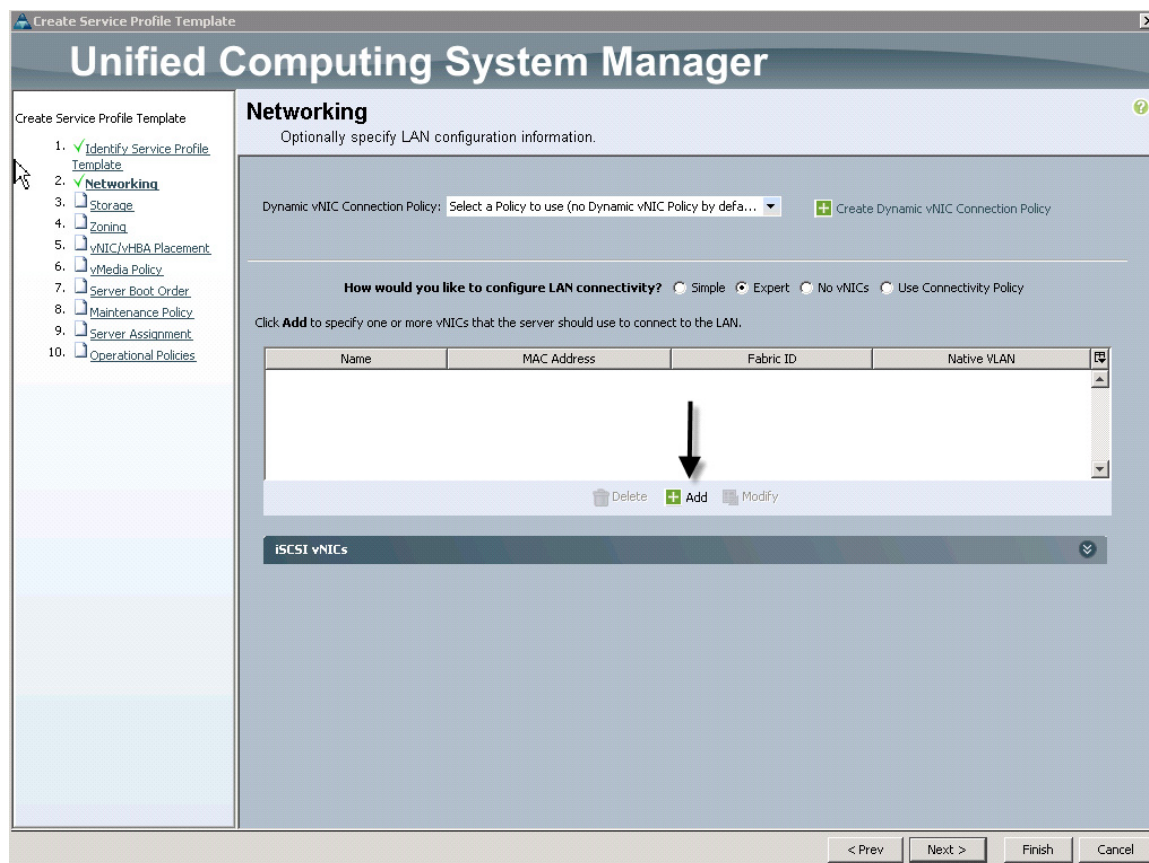 Create Service Profile Template
Unified Computing System Manager
Create Service Profile Template
1. Identify Service Profile
Template
2. Networking
3. Storage
4. Zoning
5. vNIC/vHBA Placement
6. vMedia Policy
7. Server Boot Order
8. Maintenance Policy
9. Server Assignment
10. Operational Policies
Networking
Optionally specify LAN configuration information.
Dynamic vNIC Connection Policy: Select a Policy to use (no Dynamic vNIC Policy by defa... Create Dynamic vNIC Connection Policy
How would you like to configure LAN connectivity? Simple Expert No vNICs Use Connectivity Policy
Click Add to specify one or more vNICs that the server should use to connect to the LAN.
Name MAC Address Fabric ID Native VLAN
Delete Add Modify
iSCSI vNICs
< Prev Next > Finish Cancel